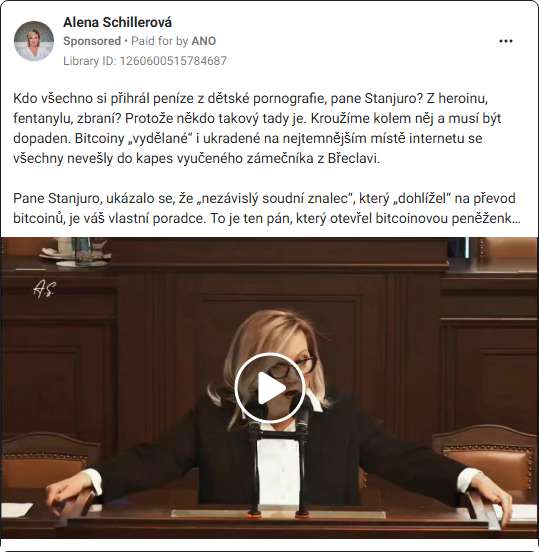 Alena Schillerová
Sponsored • Paid for by ANO
Library ID: 1260600515784687
Kdo všechno si přihrál peníze z dětské pornografie, pane Stanjuro? Z heroinu,
fentanylu, zbraní? Protože někdo takový tady je. Kroužíme kolem něj a musí být
dopaden. Bitcoiny „vydělané“ i ukradené na nejtemnějším místě internetu se
všechny nevešly do kapes vyučeného zámečníka z Břeclavi.
Pane Stanjuro, ukázalo se, že „nezávislý soudní znalec“, který „dohlížel“ na převod
bitcoinů, je váš vlastní poradce. To je ten pán, který otevřel bitcoinovou peněženk…
A.S.